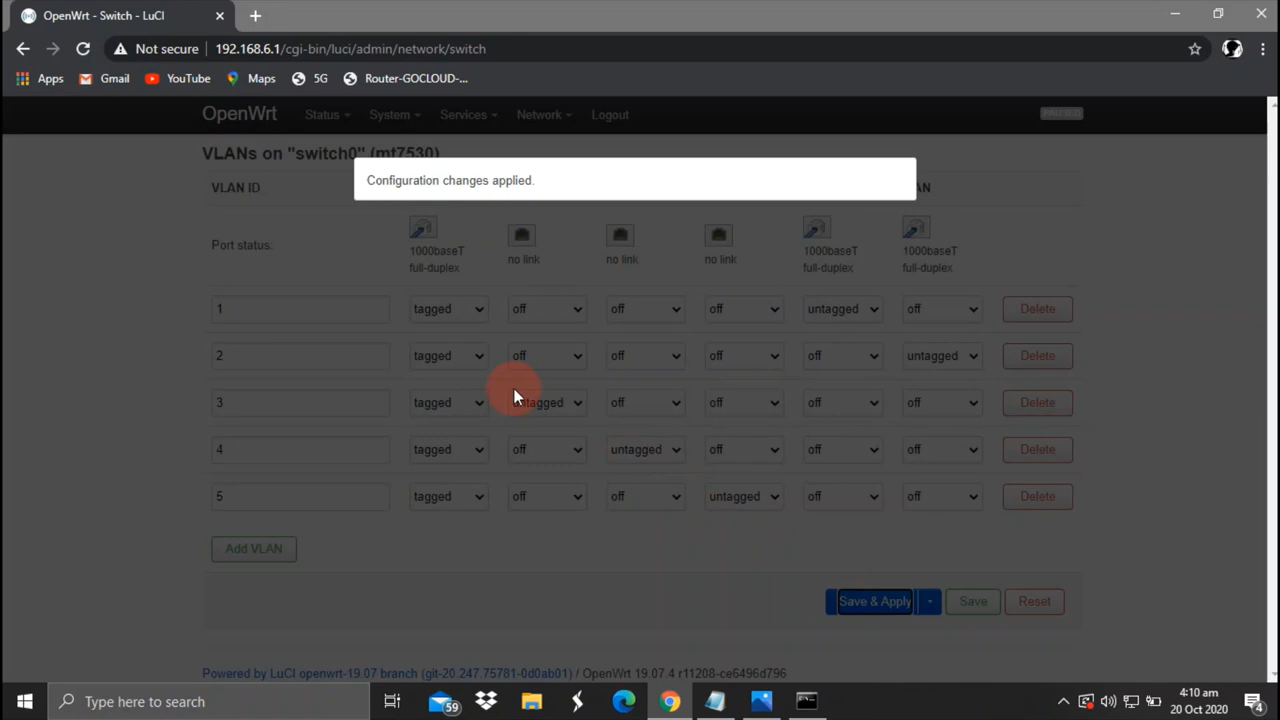 OpenWrt - Switch - LuCI
Not secure 192.168.6.1/cgi-bin/luci/admin/network/switch
Apps Gmail YouTube Maps 5G Router-GOCLOUD-...
OpenWrt Status System Services Network Logout PAUSED
VLANs on "switch0" (mt7530)
Configuration changes applied.
VLAN ID AN
Port status: 1000baseT full-duplex no link no link no link 1000baseT full-duplex 1000baseT full-duplex
1 tagged off off off untagged off Delete
2 tagged off off off off untagged Delete
3 tagged untagged off off off off Delete
4 tagged off untagged off off off Delete
5 tagged off off untagged off off Delete
Add VLAN
Save & Apply Save Reset
Powered by LuCI openwrt-19.07 branch (git-20.247.75781-0d0ab01) / OpenWrt 19.07.4 r11208-ce6496d796
Type here to search 59 4:10 am
20 Oct 2020 4